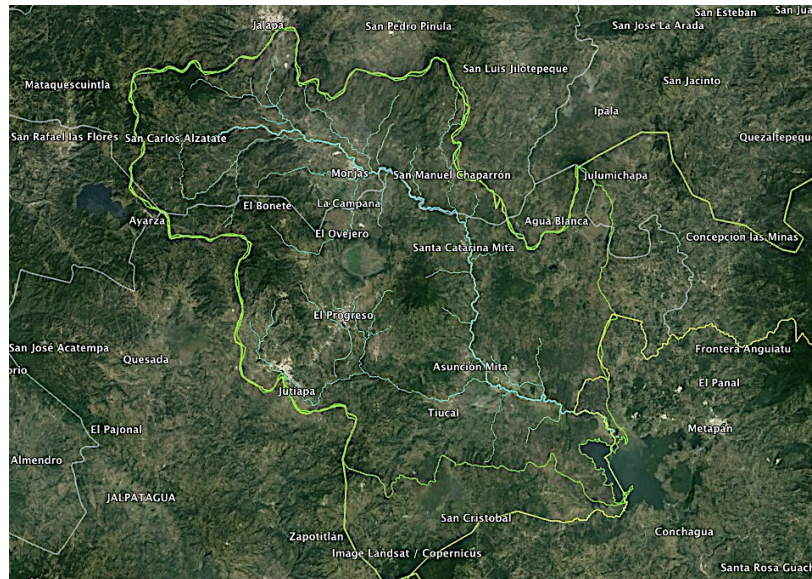 San Esteban
San Ju
Jalapa
San Pedro Pinula
San José La Arada
San Luis Jilotepeque
San Jacinto
Mataquescuintla
Ipala
San Rafael las Flores
San Carlos Alzatate
Quezaltepeque
Monjas
San Manuel Chaparrón
Julumichapa
La Campana
El Bonete
Ayarza
Agua Blanca
El Ovejero
Concepción las Minas
Santa Catarina Mita
El Progreso
San José Acatempa
Frontera Anguiatu
Quesada
orio
Asunción Mita
El Panal
Jutiapa
Tiucal
El Pajonal
Metapán
Almendro
JALPATAGUA
San Cristobal
Conchagua
Zapotitlán
Image Landsat / Copernicus
Santa Rosa Guach